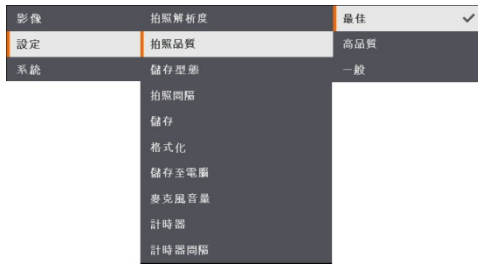 影像
設定
系統
拍照解析度
拍照品質
儲存型態
拍照間隔
儲存
格式化
儲存至電腦
麥克風音量
計時器
計時器間隔
最佳
高品質
一般